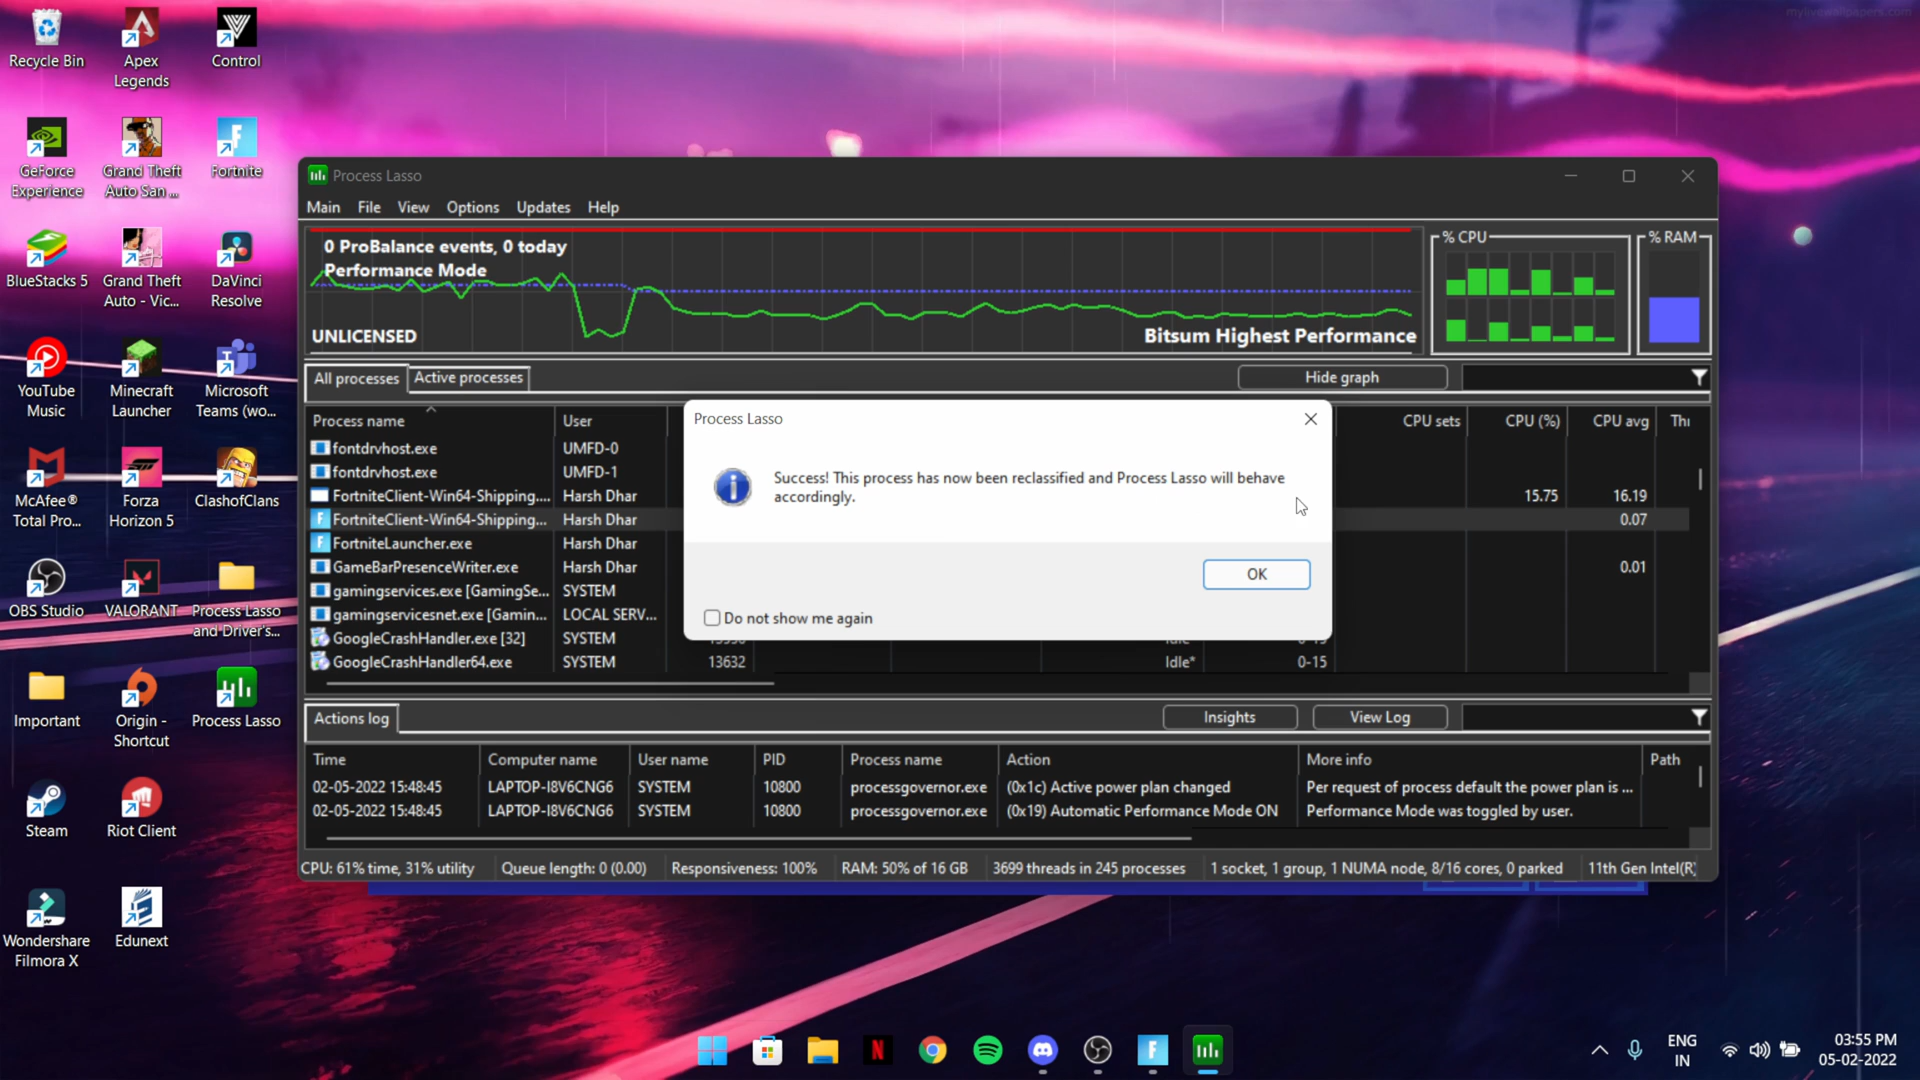 mylivewallpapers.com
Recycle Bin
Apex
Legends
Control
GeForce
Experience
Grand Theft
Auto San ...
Fortnite
BlueStacks 5
Grand Theft
Auto - Vic...
DaVinci
Resolve
YouTube
Music
Minecraft
Launcher
Microsoft
Teams (wo...
McAfee®
Total Pro...
Forza
Horizon 5
ClashofClans
OBS Studio
VALORANT
Process Lasso
and Driver's...
Important
Origin -
Shortcut
Process Lasso
Steam
Riot Client
Wondershare
Filmora X
Edunext
Process Lasso
Main File View Options Updates Help
0 ProBalance events, 0 today
Performance Mode
UNLICENSED
Bitsum Highest Performance
% CPU
% RAM
All processes
Active processes
Hide graph
Process name User CPU sets CPU (%) CPU avg Thr
fontdrvhost.exe UMFD-0
fontdrvhost.exe UMFD-1
FortniteClient-Win64-Shipping.... Harsh Dhar 15.75 16.19
FortniteClient-Win64-Shipping... Harsh Dhar 0.07
FortniteLauncher.exe Harsh Dhar
GameBarPresenceWriter.exe Harsh Dhar 0.01
gamingservices.exe [GamingSe... SYSTEM
gamingservicesnet.exe [Gamin... LOCAL SERV...
GoogleCrashHandler.exe [32] SYSTEM
GoogleCrashHandler64.exe SYSTEM 13632 Idle* 0-15
Process Lasso
Success! This process has now been reclassified and Process Lasso will behave
accordingly.
OK
Do not show me again
Actions log
Insights
View Log
Time Computer name User name PID Process name Action More info Path
02-05-2022 15:48:45 LAPTOP-I8V6CNG6 SYSTEM 10800 processgovernor.exe (0x1c) Active power plan changed Per request of process default the power plan is ...
02-05-2022 15:48:45 LAPTOP-I8V6CNG6 SYSTEM 10800 processgovernor.exe (0x19) Automatic Performance Mode ON Performance Mode was toggled by user.
CPU: 61% time, 31% utility Queue length: 0 (0.00) Responsiveness: 100% RAM: 50% of 16 GB 3699 threads in 245 processes 1 socket, 1 group, 1 NUMA node, 8/16 cores, 0 parked 11th Gen Intel(R)
ENG
IN
03:55 PM
05-02-2022